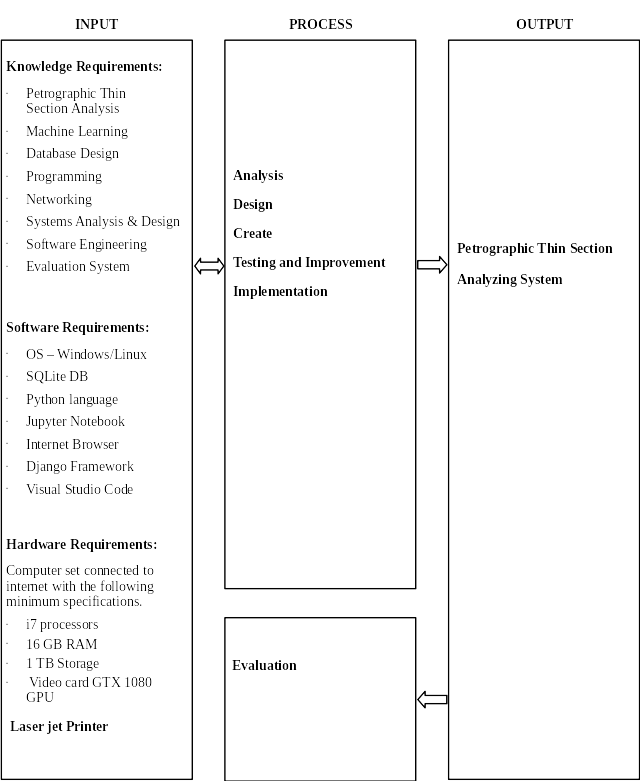 INPUT
PROCESS
OUTPUT
Knowledge Requirements:
· Petrographic Thin
Section Analysis
· Machine Learning
· Database Design
· Programming
· Networking
· Systems Analysis & Design
· Software Engineering
· Evaluation System
Software Requirements:
· OS – Windows/Linux
· SQLite DB
· Python language
· Jupyter Notebook
· Internet Browser
· Django Framework
· Visual Studio Code
Hardware Requirements:
Computer set connected to
internet with the following
minimum specifications.
· i7 processors
· 16 GB RAM
· 1 TB Storage
· Video card GTX 1080
GPU
Laser jet Printer
Analysis
Design
Create
Testing and Improvement
Implementation
Evaluation
Petrographic Thin Section
Analyzing System